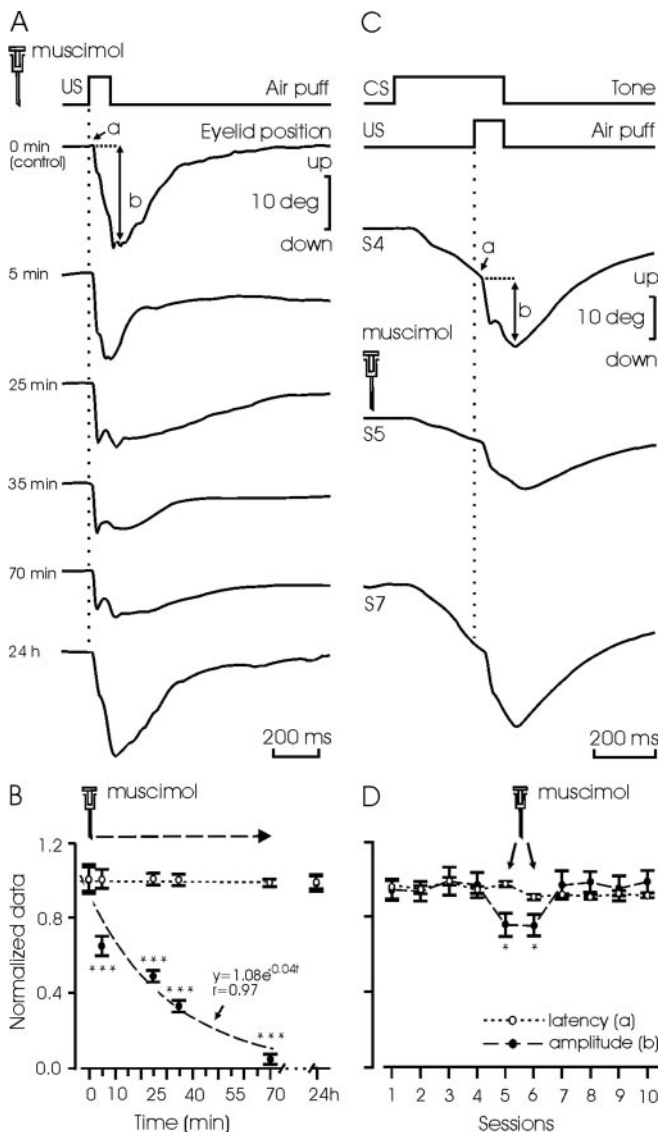 A
muscimol
US
Air puff
0 min
(control)
a
Eyelid position
up
b
10 deg
down
5 min
25 min
35 min
70 min
24 h
200 ms
C
CS
Tone
US
Air puff
S4
a
up
b
10 deg
down
muscimol
S5
S7
200 ms
B
muscimol
Normalized data
1.2
0.8
0.4
0.0
***
***
***
***
y=1.08e-0.04t
r=0.97
0 10 25 40 55 70 24h
Time (min)
D
muscimol
* *
latency (a)
amplitude (b)
1 2 3 4 5 6 7 8 9 10
Sessions